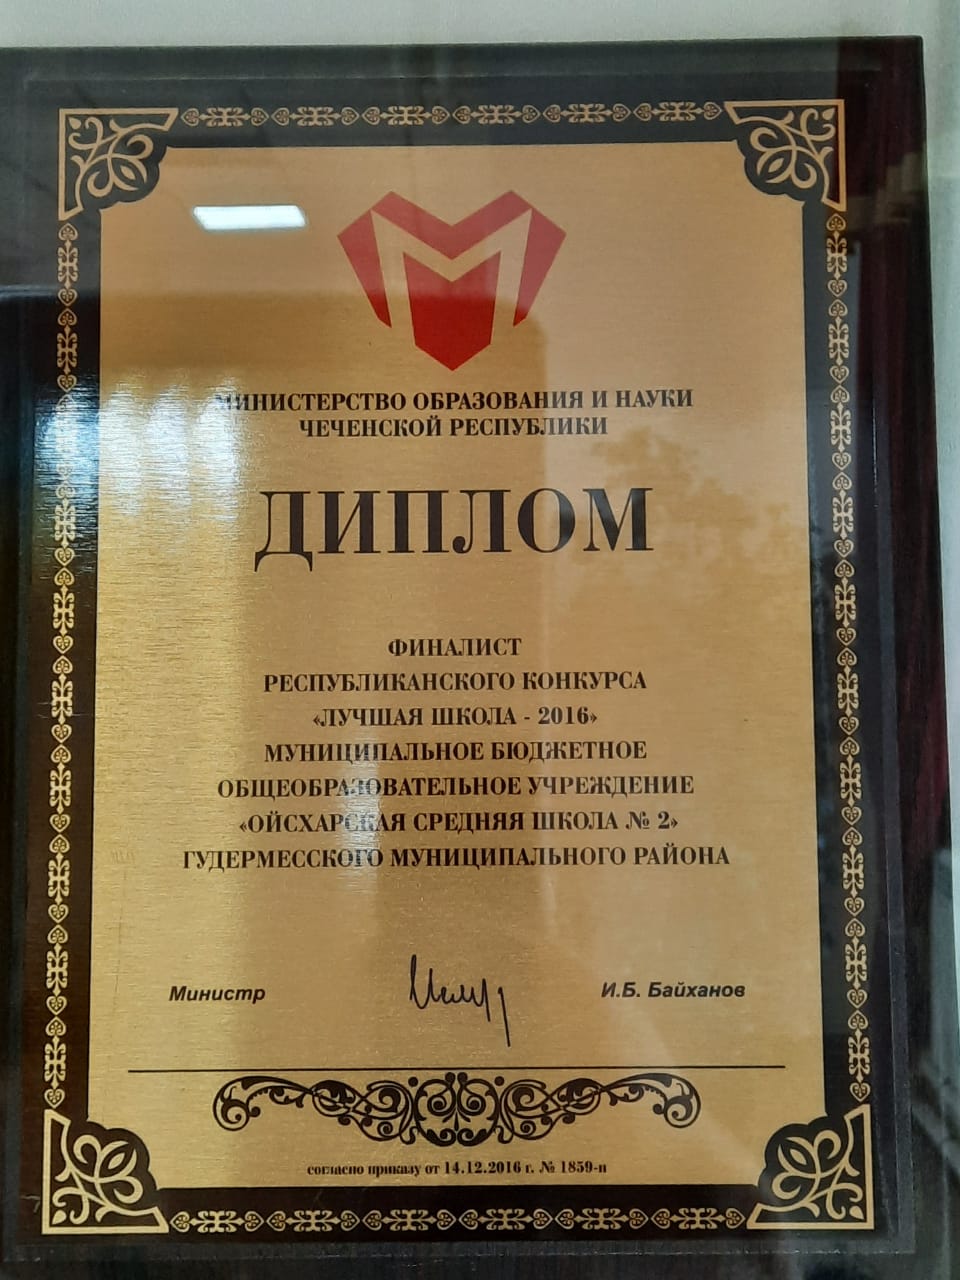 МИНИСТЕРСТВО ОБРАЗОВАНИЯ И НАУКИ
ЧЕЧЕНСКОЙ РЕСПУБЛИКИ
ДИПЛОМ
ФИНАЛИСТ
РЕСПУБЛИКАНСКОГО КОНКУРСА
«ЛУЧШАЯ ШКОЛА - 2016»
МУНИЦИПАЛЬНОЕ БЮДЖЕТНОЕ
ОБЩЕОБРАЗОВАТЕЛЬНОЕ УЧРЕЖДЕНИЕ
«ОЙСХАРСКАЯ СРЕДНЯЯ ШКОЛА № 2»
ГУДЕРМЕССКОГО МУНИЦИПАЛЬНОГО РАЙОНА
Министр И.Б. Байханов
согласно приказу от 14.12.2016 г. № 1859-п